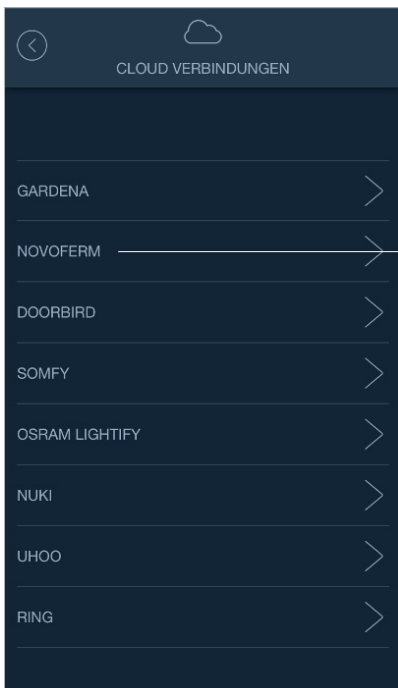 CLOUD VERBINDUNGEN
GARDENA
NOVOFERM
DOORBIRD
SOMFY
OSRAM LIGHTIFY
NUKI
UHOO
RING